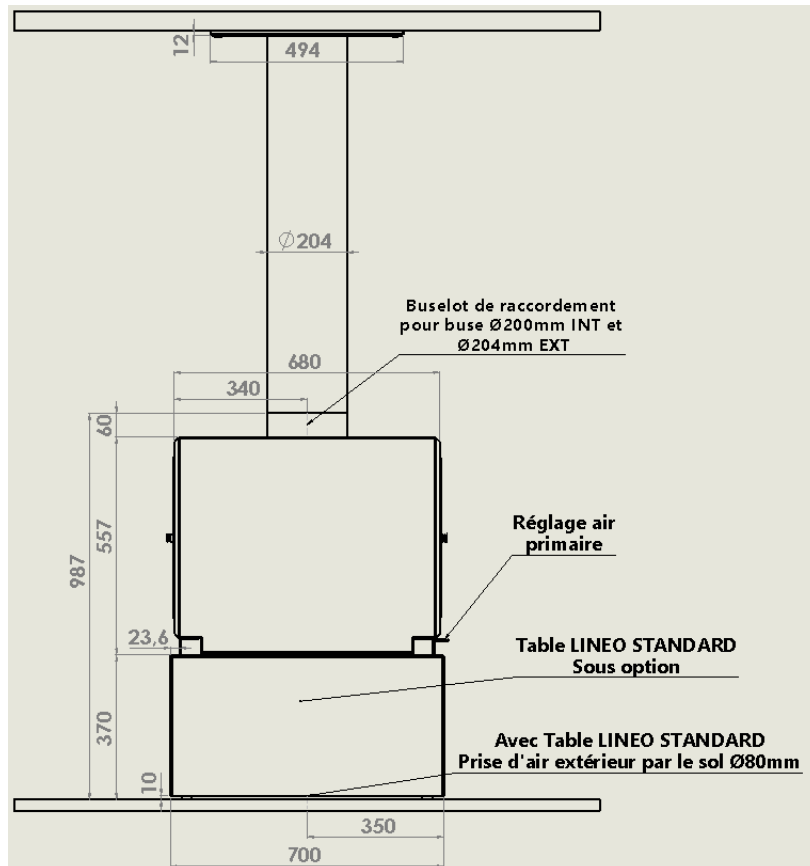 12
494
Ø204
Buselot de raccordement
pour buse Ø200mm INT et
Ø204mm EXT
680
340
60
557
987
Réglage air
primaire
23,6
Table LINEO STANDARD
Sous option
370
Avec Table LINEO STANDARD
Prise d'air extérieur par le sol Ø80mm
10
350
700